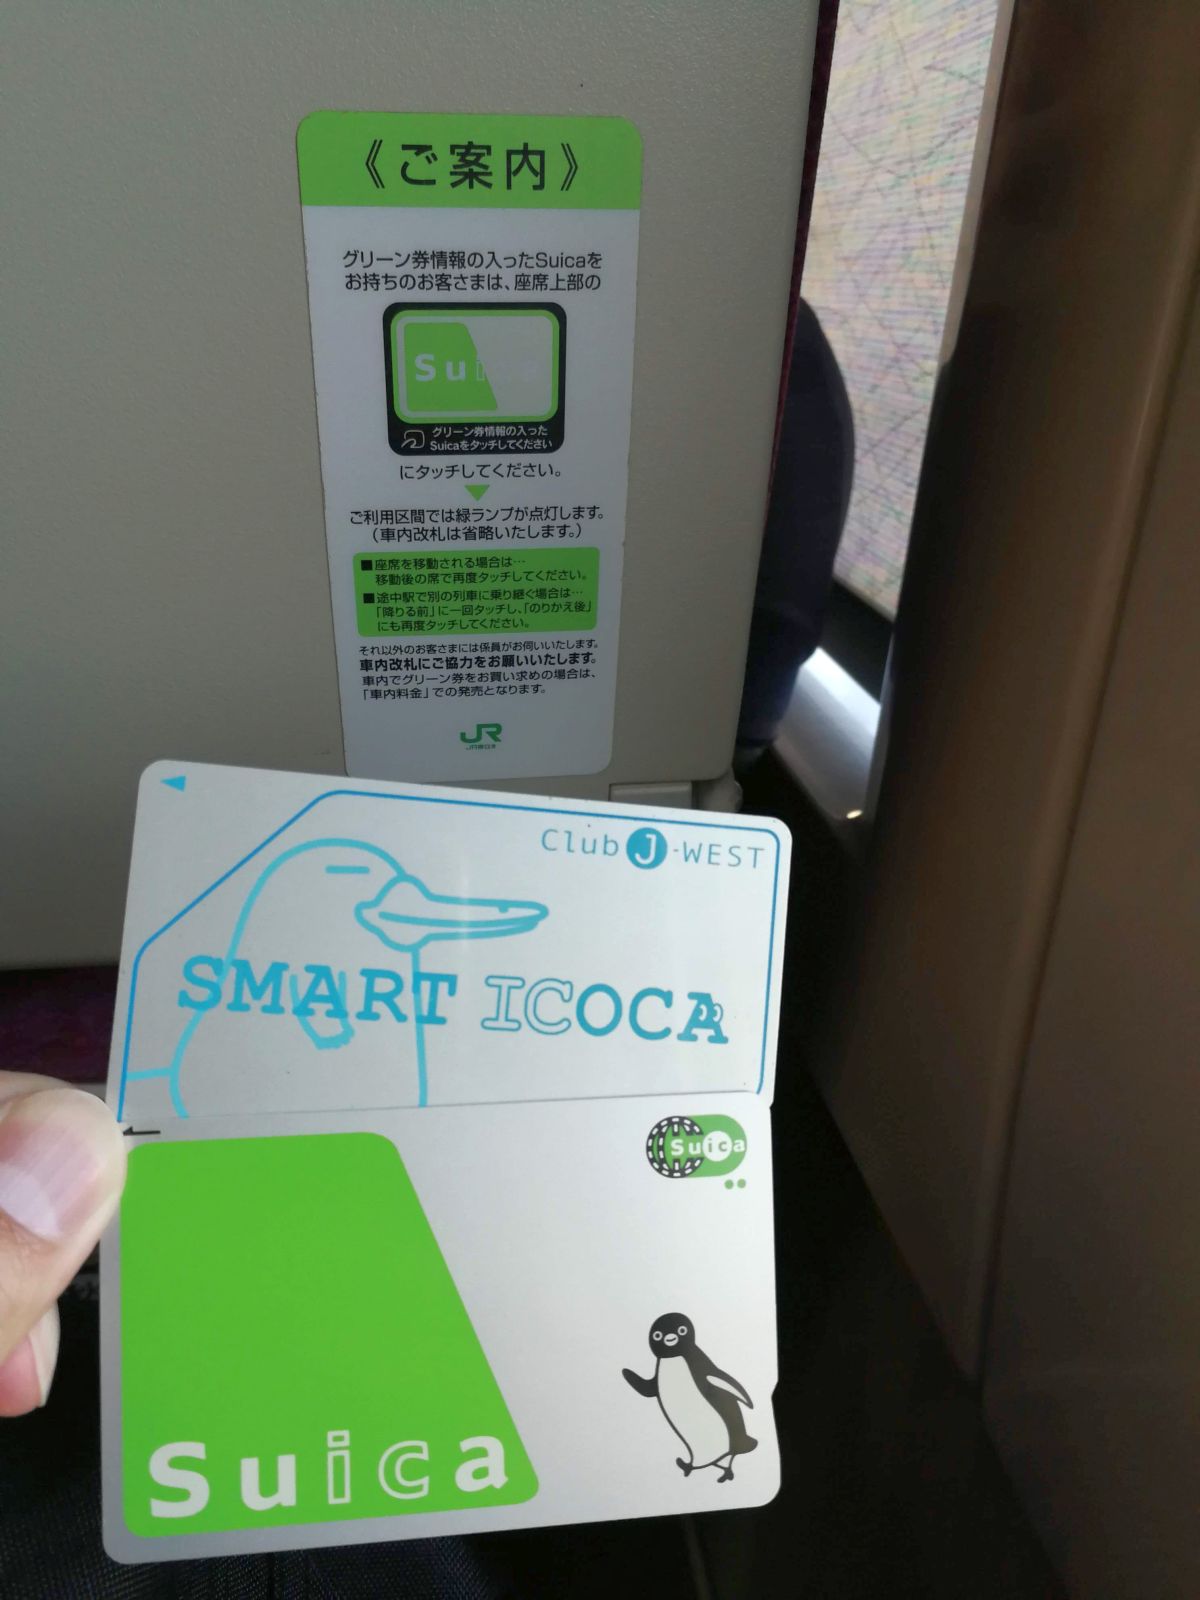 《ご案内》
グリーン券情報の入ったSuicaを
お持ちのお客さまは、座席上部の
Suica
グリーン券情報の入った
Suicaをタッチしてください
にタッチしてください。
ご利用区間では緑ランプが点灯します。
(車内改札は省略いたします。)
■座席を移動される場合は…
移動後の席で再度タッチしてください。
■途中駅で別の列車に乗り継ぐ場合は…
「降りる前」に一回タッチし、「のりかえ後」
にも再度タッチしてください。
それ以外のお客さまには係員がお伺いいたします。
車内改札にご協力をお願いいたします。
車内でグリーン券をお買い求めの場合は、
「車内料金」での発売となります。
JR
JR東日本
Club J-WEST
SMART ICOCA
Suica
Suica